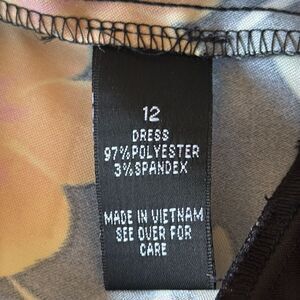 12
DRESS
97%POLYESTER
3%SPANDEX
MADE IN VIETNAM
SEE OVER FOR
CARE